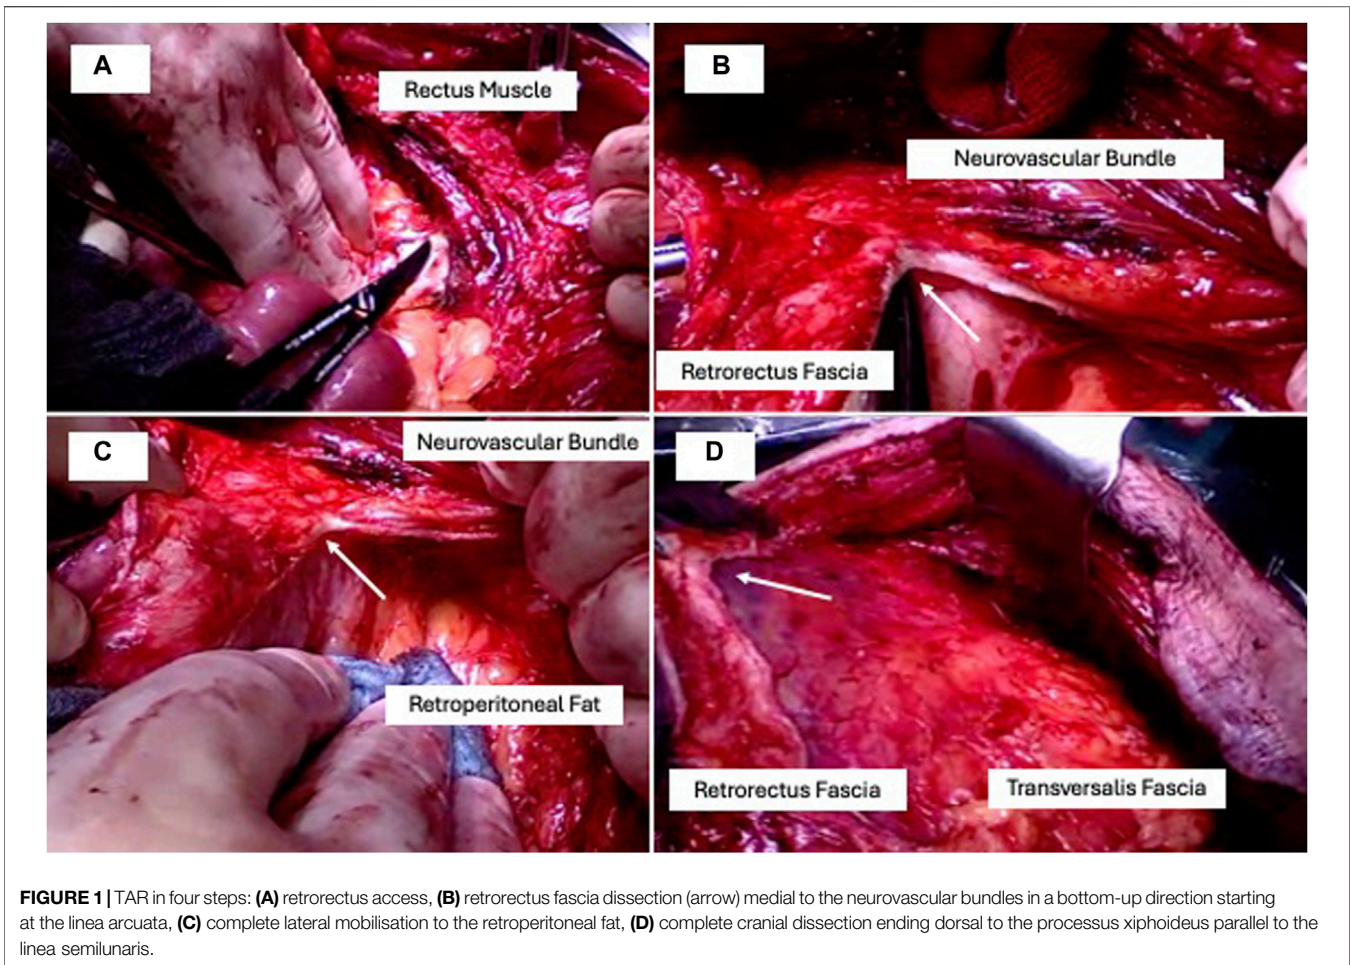 A
Rectus Muscle
B
Neurovascular Bundle
Retrorectus Fascia
C
Neurovascular Bundle
Retroperitoneal Fat
D
Retrorectus Fascia
Transversalis Fascia
FIGURE 1 | TAR in four steps: (A) retrorectus access, (B) retrorectus fascia dissection (arrow) medial to the neurovascular bundles in a bottom-up direction starting
at the linea arcuata, (C) complete lateral mobilisation to the retroperitoneal fat, (D) complete cranial dissection ending dorsal to the processus xiphoideus parallel to the
linea semilunaris.